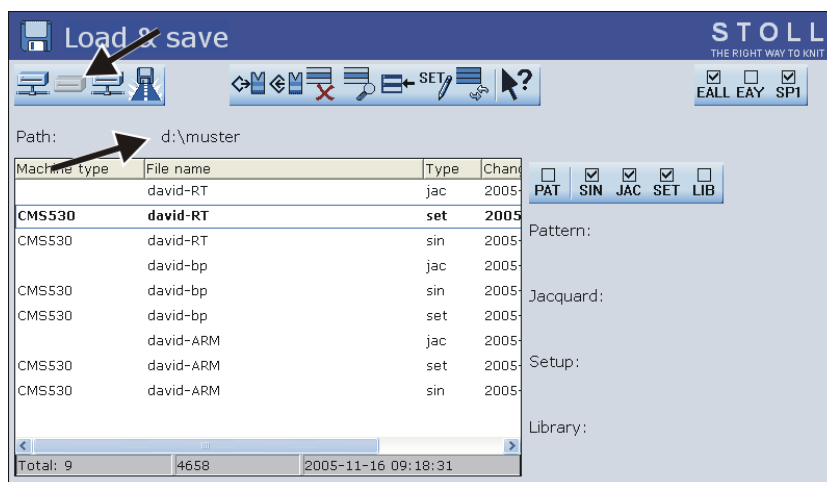 Load & save
STOLL
THE RIGHT WAY TO KNIT
SET
?
EALL EAY SP1
Path: d:\muster
Machine type File name Type Chang
david-RT jac 2005-
CMS530 david-RT set 2005
CMS530 david-RT sin 2005-
david-bp jac 2005-
CMS530 david-bp sin 2005-
CMS530 david-bp set 2005-
david-ARM jac 2005-
CMS530 david-ARM set 2005-
CMS530 david-ARM sin 2005-
Total: 9 4658 2005-11-16 09:18:31
PAT SIN JAC SET LIB
Pattern:
Jacquard:
Setup:
Library: